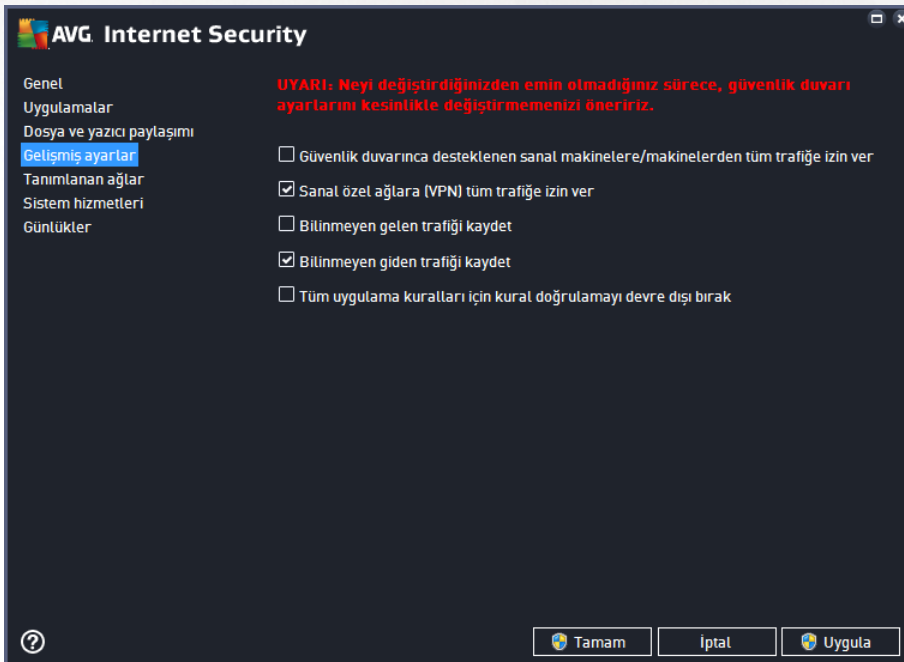 AVG Internet Security
Genel
Uygulamalar
Dosya ve yazıcı paylaşımı
Gelişmiş ayarlar
Tanımlanan ağlar
Sistem hizmetleri
Günlükler
UYARI: Neyi değiştirdiğinizden emin olmadığınız sürece, güvenlik duvarı
ayarlarını kesinlikle değiştirmemenizi öneririz.
Güvenlik duvarınca desteklenen sanal makinelere/makinelerden tüm trafiğe izin ver
Sanal özel ağlara (VPN) tüm trafiğe izin ver
Bilinmeyen gelen trafiği kaydet
Bilinmeyen giden trafiği kaydet
Tüm uygulama kuralları için kural doğrulamayı devre dışı bırak
?
Tamam
İptal
Uygula